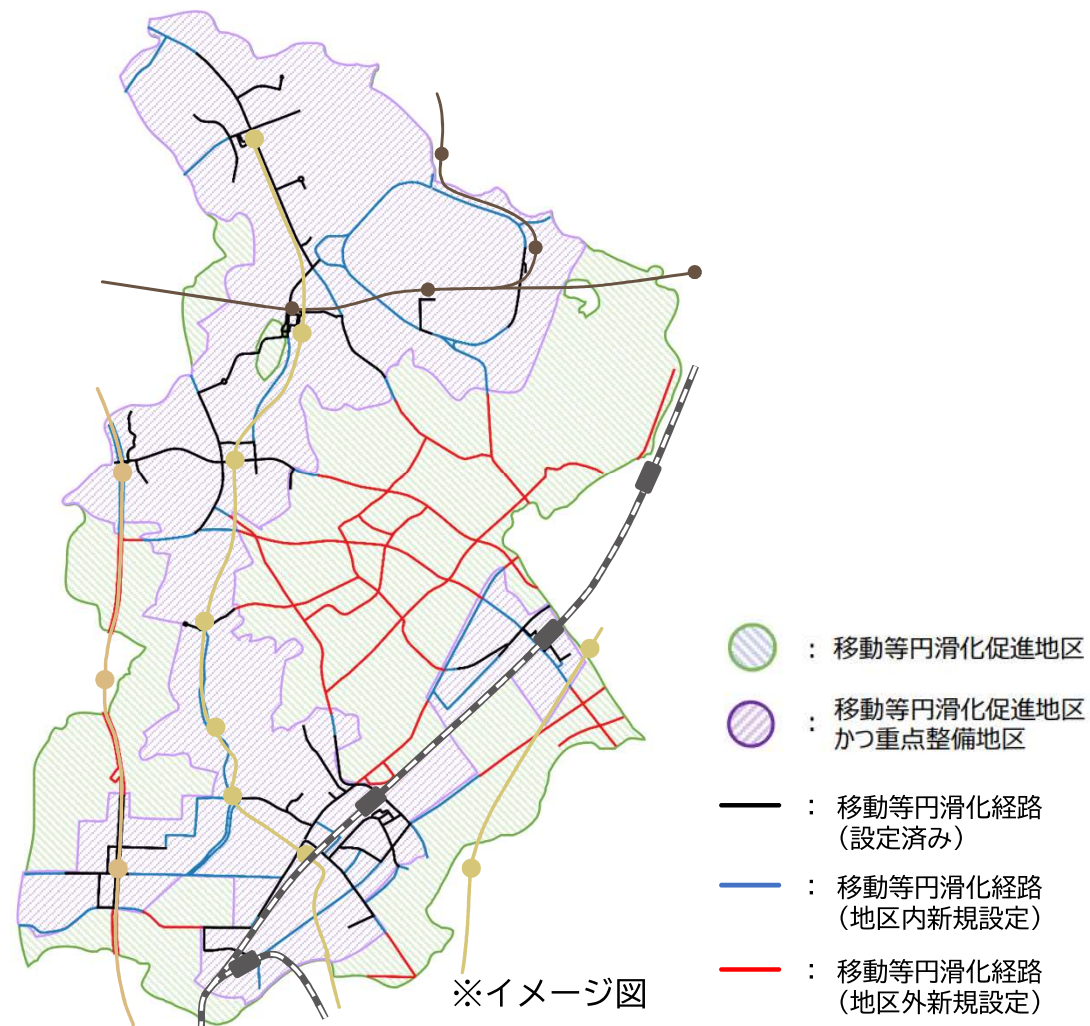 ： 移動等円滑化促進地区
： 移動等円滑化促進地区
かつ重点整備地区
： 移動等円滑化経路
（設定済み）
： 移動等円滑化経路
（地区内新規設定）
： 移動等円滑化経路
（地区外新規設定）
※イメージ図